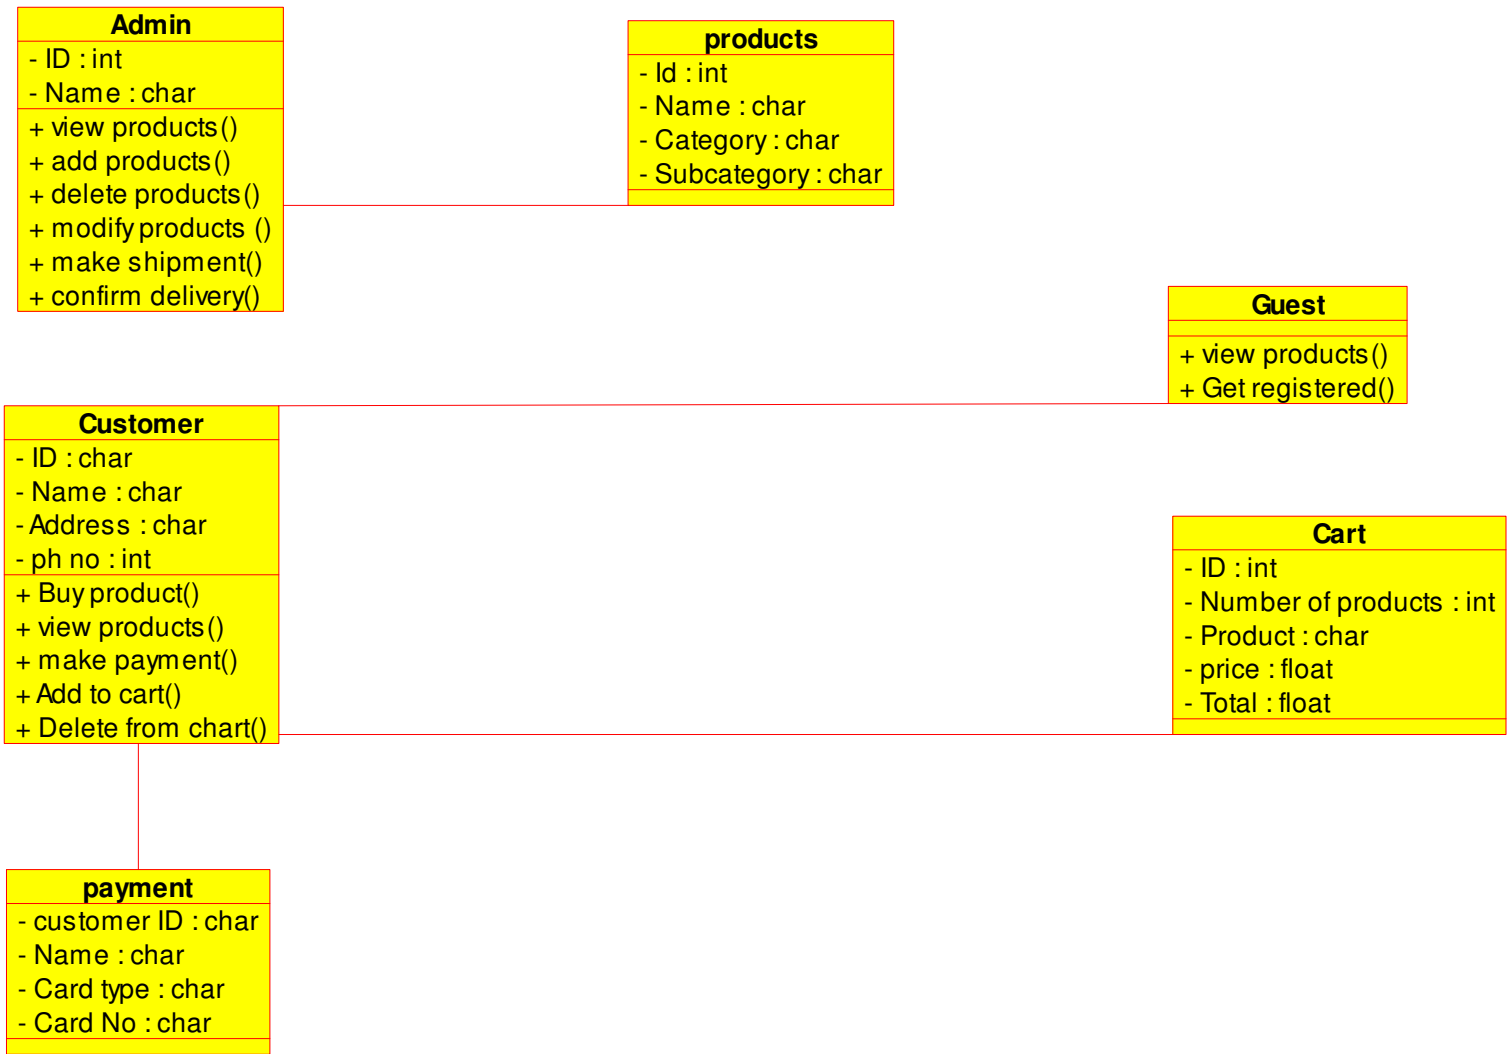 Admin
- ID : int
- Name : char
+ view products()
+ add products()
+ delete products()
+ modify products ()
+ make shipment()
+ confirm delivery()
products
- Id : int
- Name : char
- Category : char
- Subcategory : char
Guest
+ view products()
+ Get registered()
Customer
- ID : char
- Name : char
- Address : char
- ph no : int
+ Buy product()
+ view products()
+ make payment()
+ Add to cart()
+ Delete from chart()
Cart
- ID : int
- Number of products : int
- Product : char
- price : float
- Total : float
payment
- customer ID : char
- Name : char
- Card type : char
- Card No : char